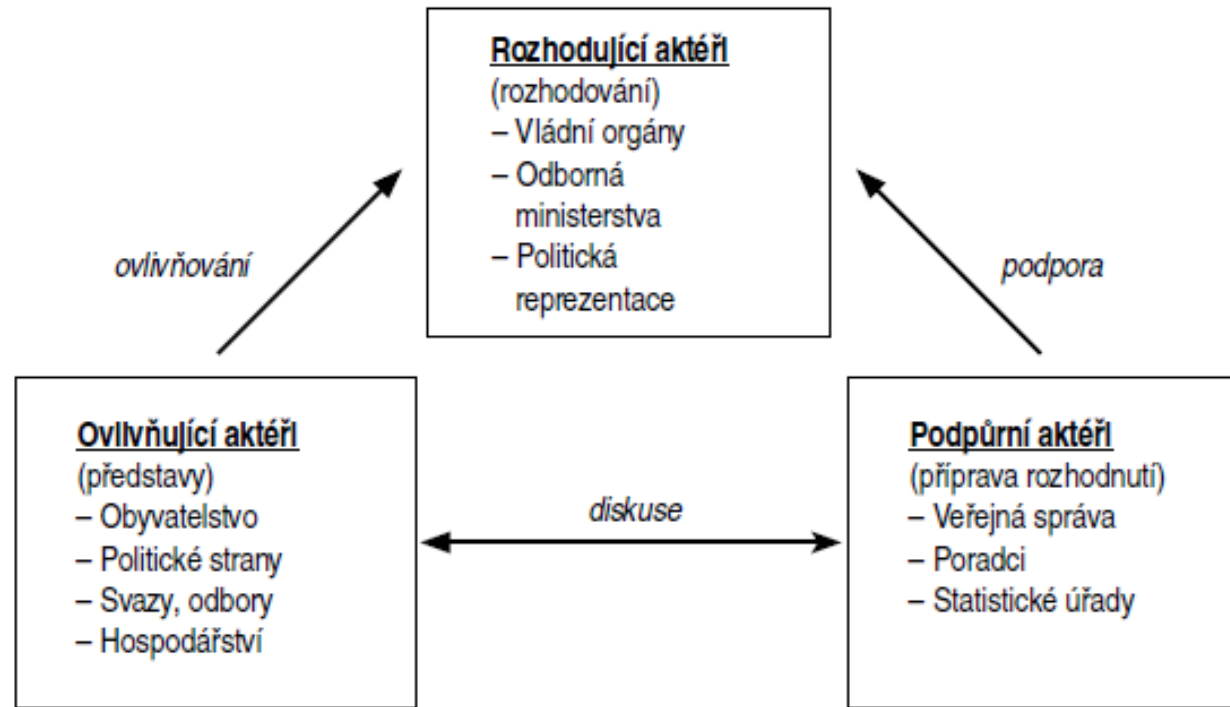 Rozhodující aktéři
(rozhodování)
– Vládní orgány
– Odborná
ministerstva
– Politická
reprezentace
ovlivňování
podpora
Ovlivňující aktéři
(představy)
– Obyvatelstvo
– Politické strany
– Svazy, odbory
– Hospodářství
diskuse
Podpůrní aktéři
(příprava rozhodnutí)
– Veřejná správa
– Poradci
– Statistické úřady